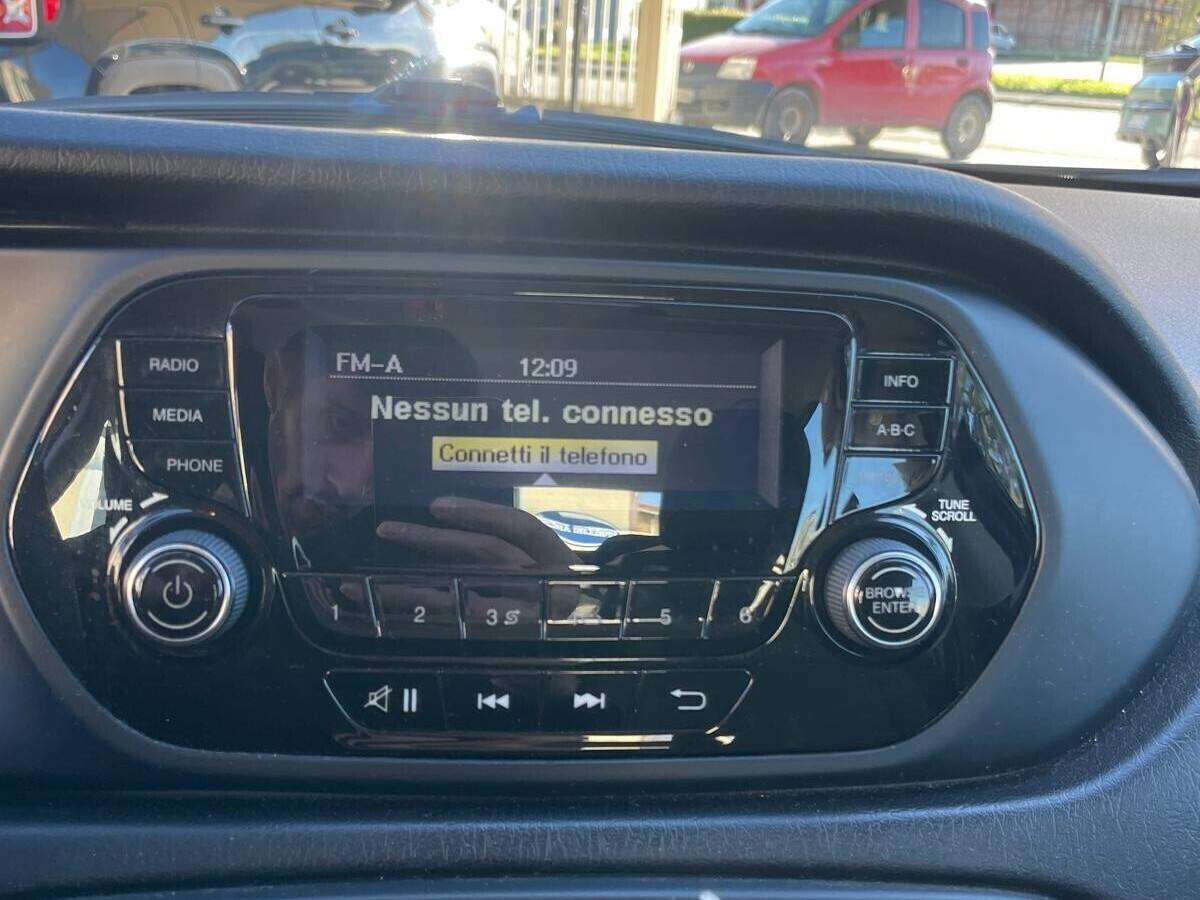 FM-A 12:09
Nessun tel. connesso
Connetti il telefono
RADIO
MEDIA
PHONE
VOLUME
INFO
A-B-C
TUNE
SCROLL
BROWSE
ENTER
1 2 3 4 5 6